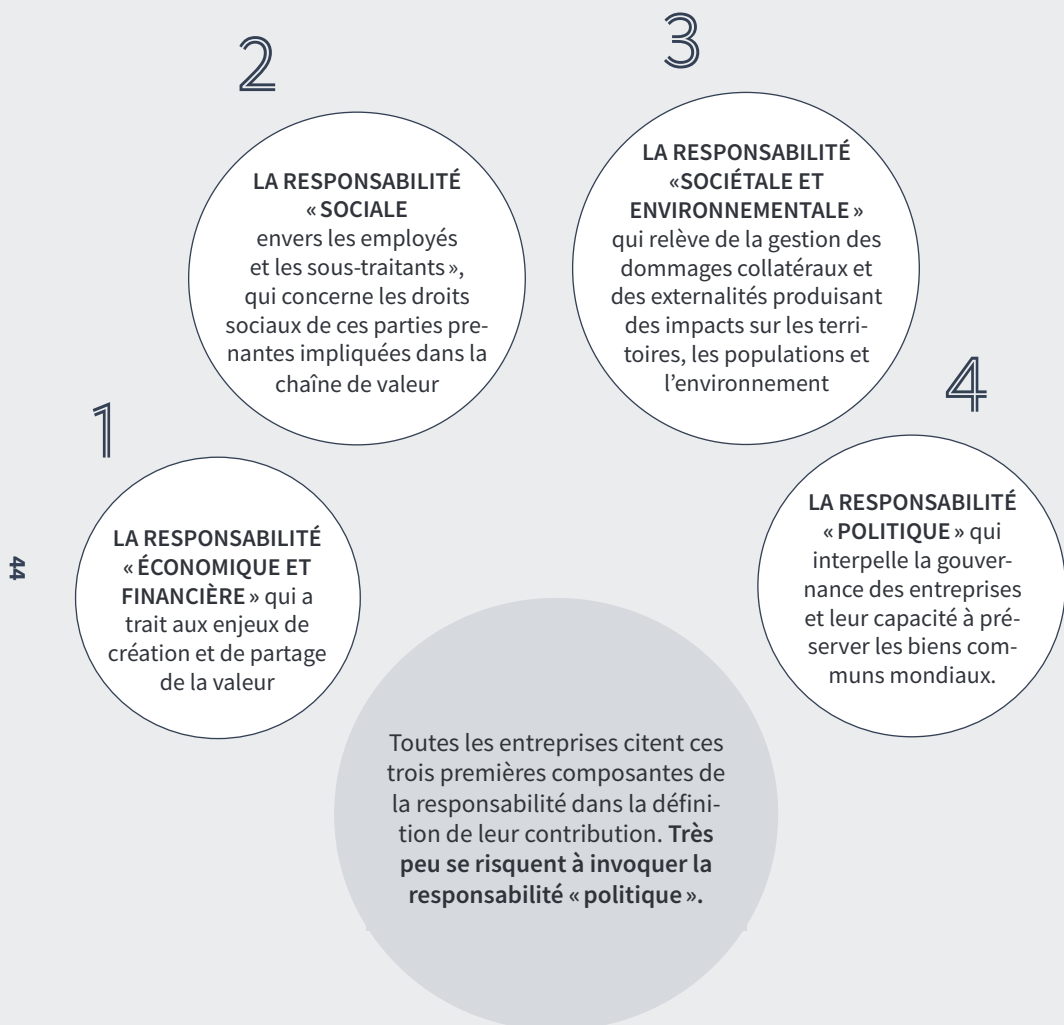 1
LA RESPONSABILITÉ
« ÉCONOMIQUE ET
FINANCIÈRE » qui a
trait aux enjeux de
création et de partage
de la valeur
2
LA RESPONSABILITÉ
« SOCIALE
envers les employés
et les sous-traitants »,
qui concerne les droits
sociaux de ces parties pre-
nantes impliquées dans la
chaîne de valeur
3
LA RESPONSABILITÉ
«SOCIÉTALE ET
ENVIRONNEMENTALE »
qui relève de la gestion des
dommages collatéraux et
des externalités produisant
des impacts sur les terri-
toires, les populations et
l’environnement
4
LA RESPONSABILITÉ
« POLITIQUE » qui
interpelle la gouver-
nance des entreprises
et leur capacité à pré-
server les biens com-
muns mondiaux.
Toutes les entreprises citent ces
trois premières composantes de
la responsabilité dans la défini-
tion de leur contribution. Très
peu se risquent à invoquer la
responsabilité « politique ».
44